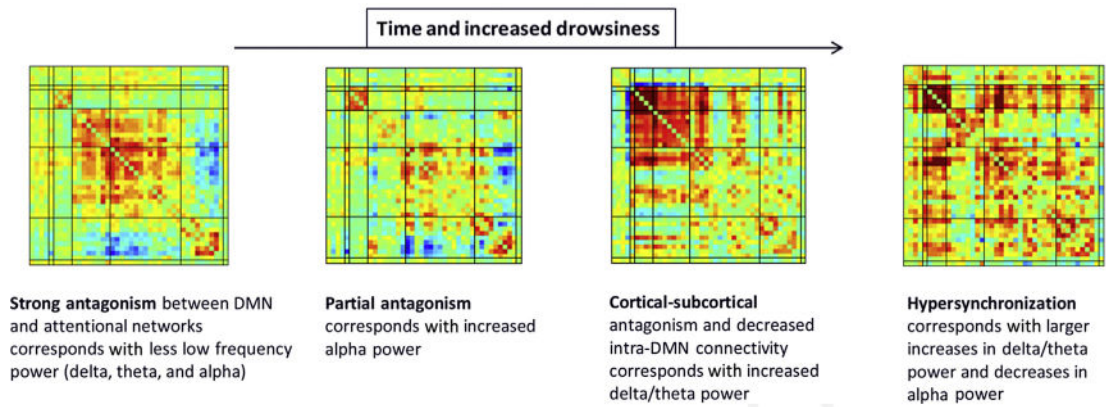 Time and increased drowsiness
Strong antagonism between DMN
and attentional networks
corresponds with less low frequency
power (delta, theta, and alpha)
Partial antagonism
corresponds with increased
alpha power
Cortical-subcortical
antagonism and decreased
intra-DMN connectivity
corresponds with increased
delta/theta power
Hypersynchronization
corresponds with larger
increases in delta/theta
power and decreases in
alpha power